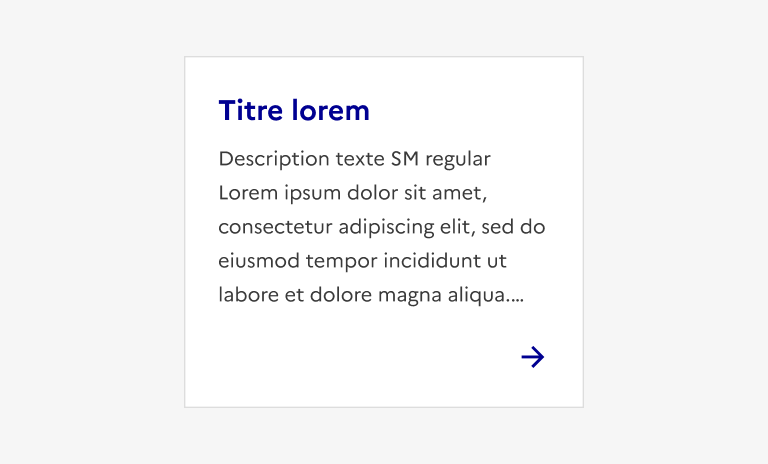 Titre lorem
Description texte SM regular
Lorem ipsum dolor sit amet,
consectetur adipiscing elit, sed do
eiusmod tempor incididunt ut
labore et dolore magna aliqua.…